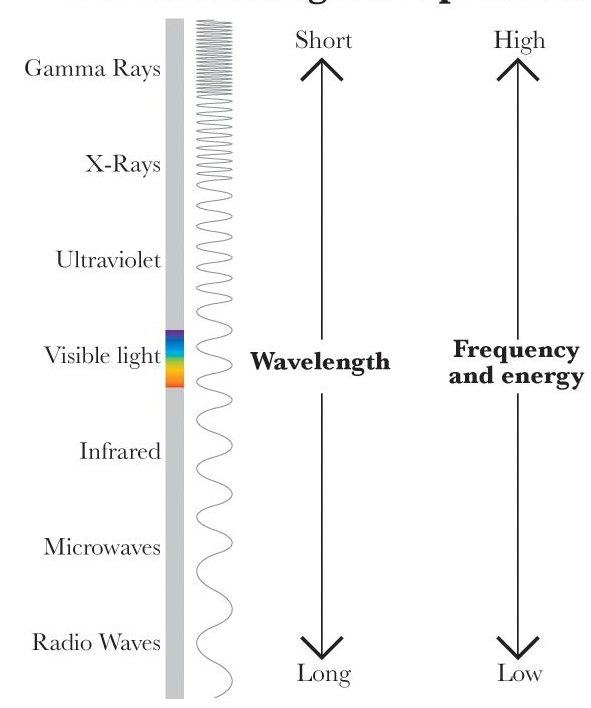 Short
High
Gamma Rays
X-Rays
Ultraviolet
Visible light
Wavelength
Frequency
and energy
Infrared
Microwaves
Radio Waves
Long
Low